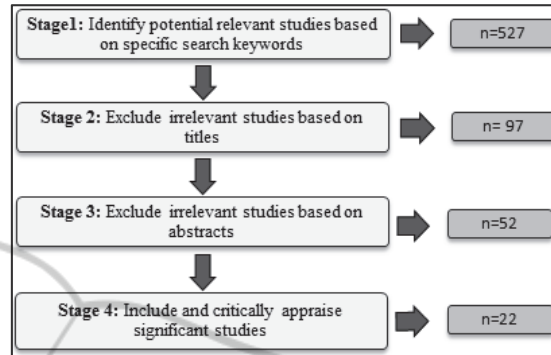 Stage1: Identify potential relevant studies based
on specific search keywords
n=527
Stage 2: Exclude irrelevant studies based on
titles
n= 97
Stage 3: Exclude irrelevant studies based on
abstracts
n=52
Stage 4: Include and critically appraise
significant studies
n=22